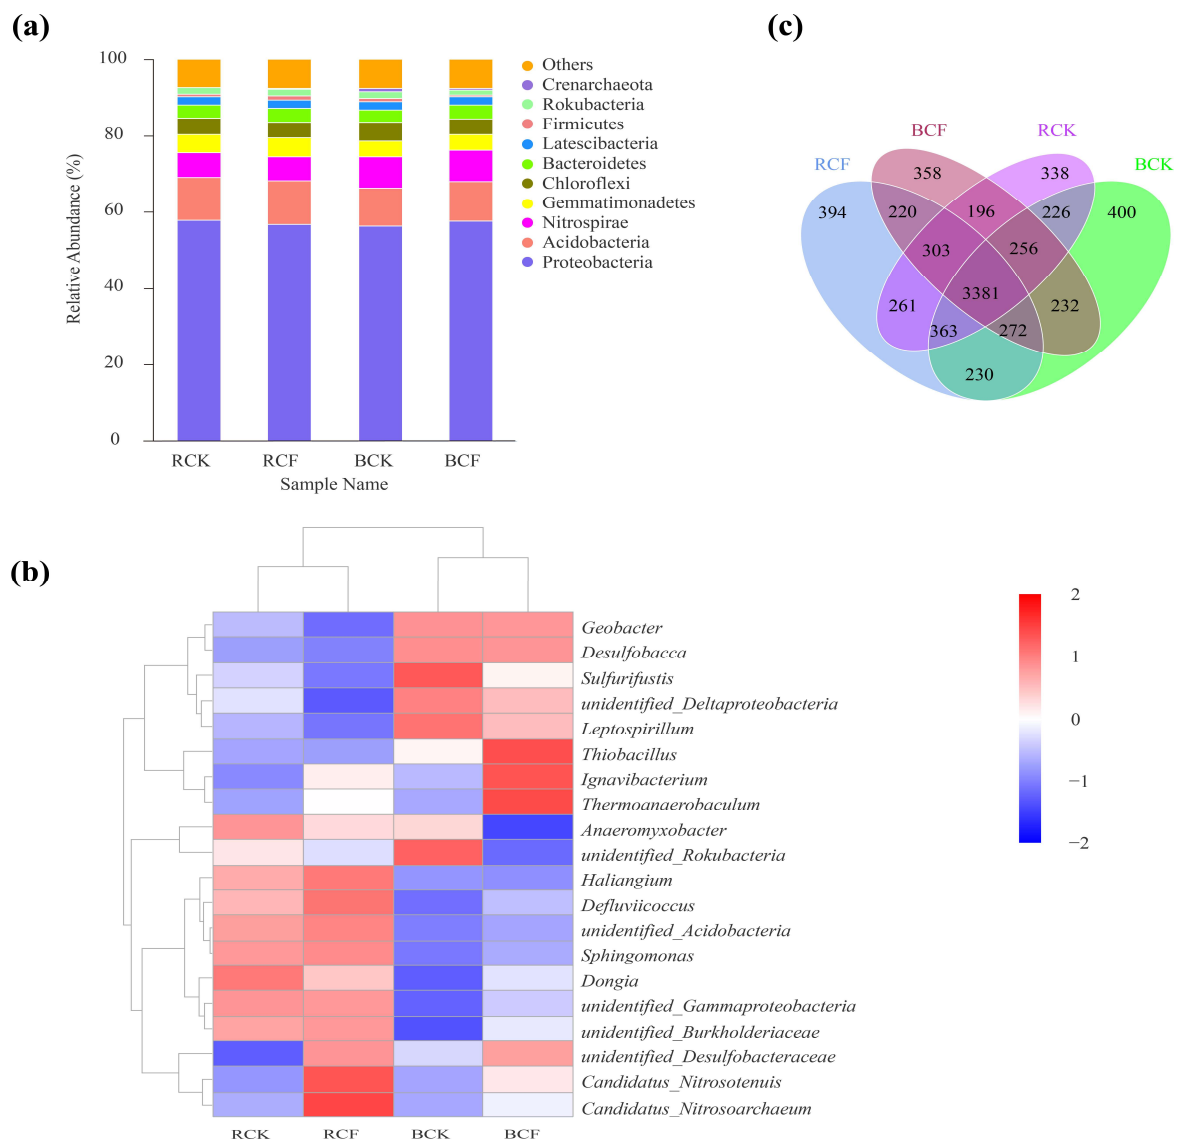 (a)
100
80
60
40
20
0
Relative Abundance (%)
RCK
RCF
BCK
BCF
Sample Name
Others
Crenarchaeota
Rokubacteria
Firmicutes
Latescibacteria
Bacteroidetes
Chloroflexi
Gemmatimonadetes
Nitrospirae
Acidobacteria
Proteobacteria
(c)
RCF
BCF
RCK
BCK
394
358
338
400
220
196
226
303
256
261
3381
232
363
272
230
(b)
Geobacter
Desulfobacca
Sulfurifustis
unidentified_Deltaproteobacteria
Leptospirillum
Thiobacillus
Ignavibacterium
Thermoanaerobaculum
Anaeromyxobacter
unidentified_Rokubacteria
Haliangium
Defluviicoccus
unidentified_Acidobacteria
Sphingomonas
Dongia
unidentified_Gammaproteobacteria
unidentified_Burkholderiaceae
unidentified_Desulfobacteraceae
Candidatus_Nitrosotenuis
Candidatus_Nitrosoarchaeum
RCK
RCF
BCK
BCF
2
1
0
−1
−2